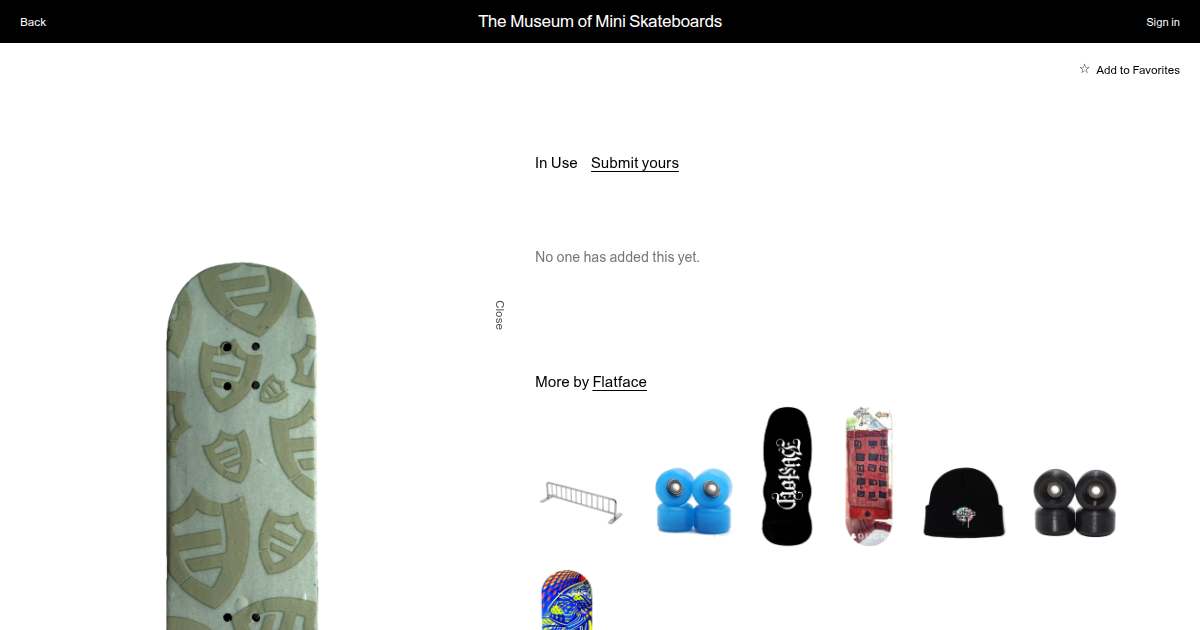 Back
The Museum of Mini Skateboards
Sign in
☆ Add to Favorites
In Use Submit yours
No one has added this yet.
Close
More by Flatface